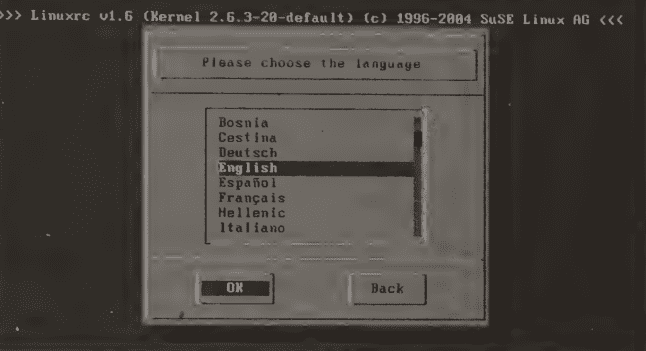 >>> Linuxrc v1.6 (Kernel 2.6.3-20-default) (c) 1996-2004 SuSE Linux AG <<<
Please choose the language
Bosnia
Cestina
Deutsch
English
Español
Français
Hellenic
Italiano
OK
Back